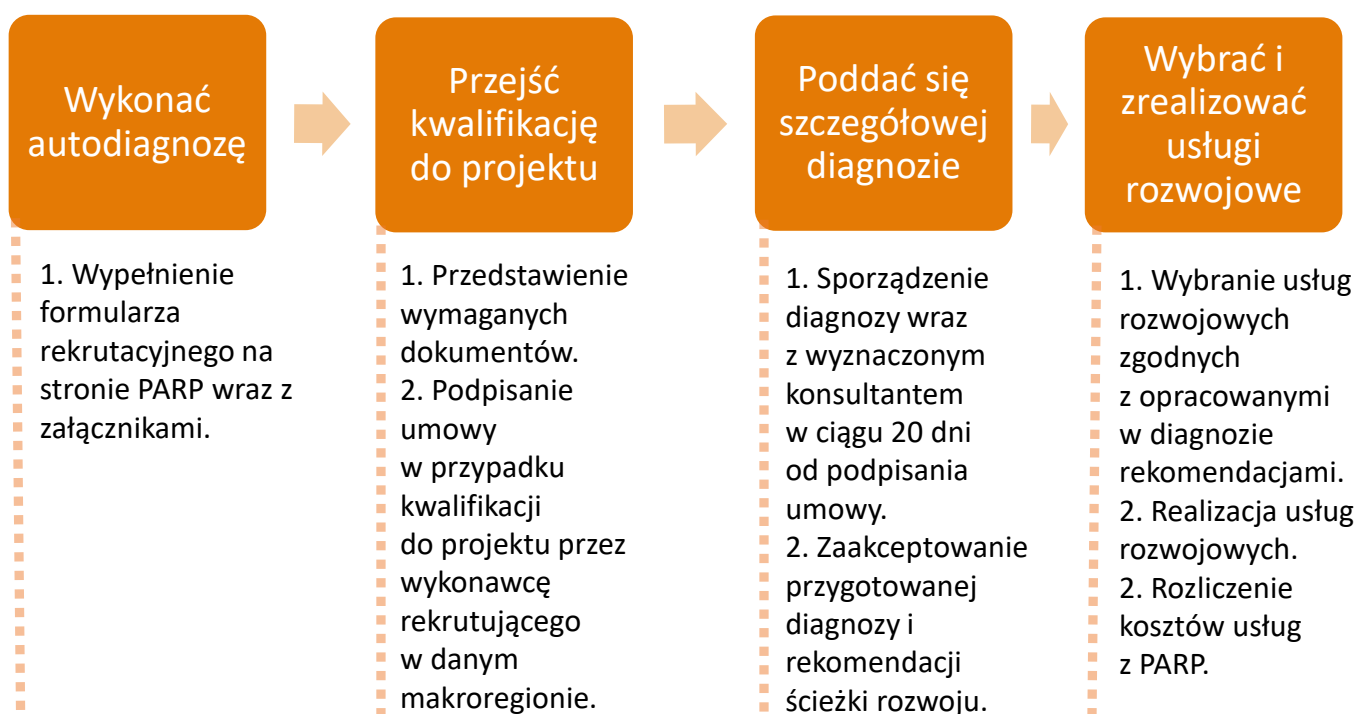 Wykonać
autodiagnozę
1. Wypełnienie
formularza
rekrutacyjnego na
stronie PARP wraz z
załącznikami.
Przejść
kwalifikację
do projektu
1. Przedstawienie
wymaganych
dokumentów.
2. Podpisanie
umowy
w przypadku
kwalifikacji
do projektu przez
wykonawcę
rekrutującego
w danym
makroregionie.
Poddać się
szczegółowej
diagnozie
1. Sporządzenie
diagnozy wraz
z wyznaczonym
konsultantem
w ciągu 20 dni
od podpisania
umowy.
2. Zaakceptowanie
przygotowanej
diagnozy i
rekomendacji
ścieżki rozwoju.
Wybrać i
zrealizować
usługi
rozwojowe
1. Wybranie usług
rozwojowych
zgodnych
z opracowanymi
w diagnozie
rekomendacjami.
2. Realizacja usług
rozwojowych.
2. Rozliczenie
kosztów usług
z PARP.